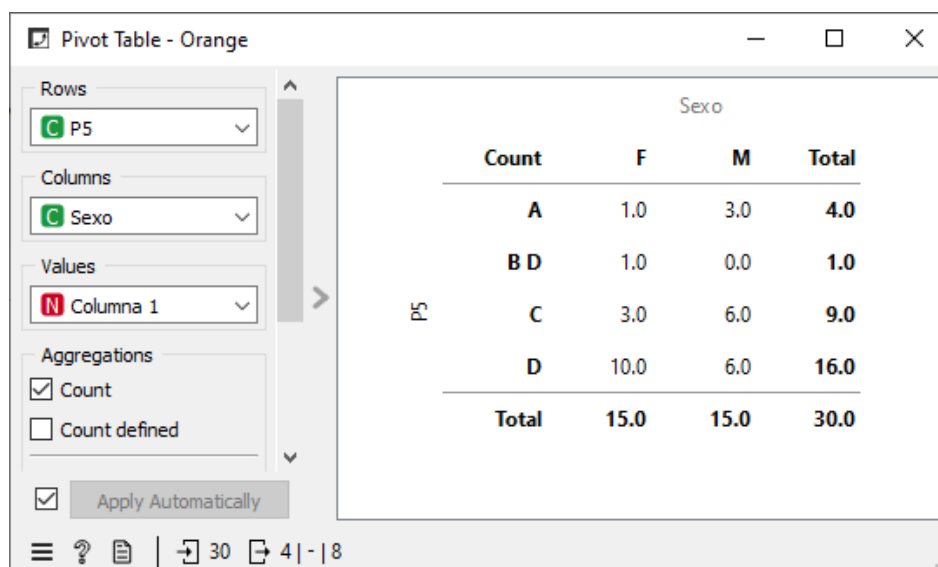 Pivot Table - Orange
Rows
C P5
Columns
C Sexo
Values
N Columna 1
Aggregations
Count
Count defined
Apply Automatically
Sexo
Count F M Total
A 1.0 3.0 4.0
B D 1.0 0.0 1.0
P5
C 3.0 6.0 9.0
D 10.0 6.0 16.0
Total 15.0 15.0 30.0
? 30 4 | - | 8